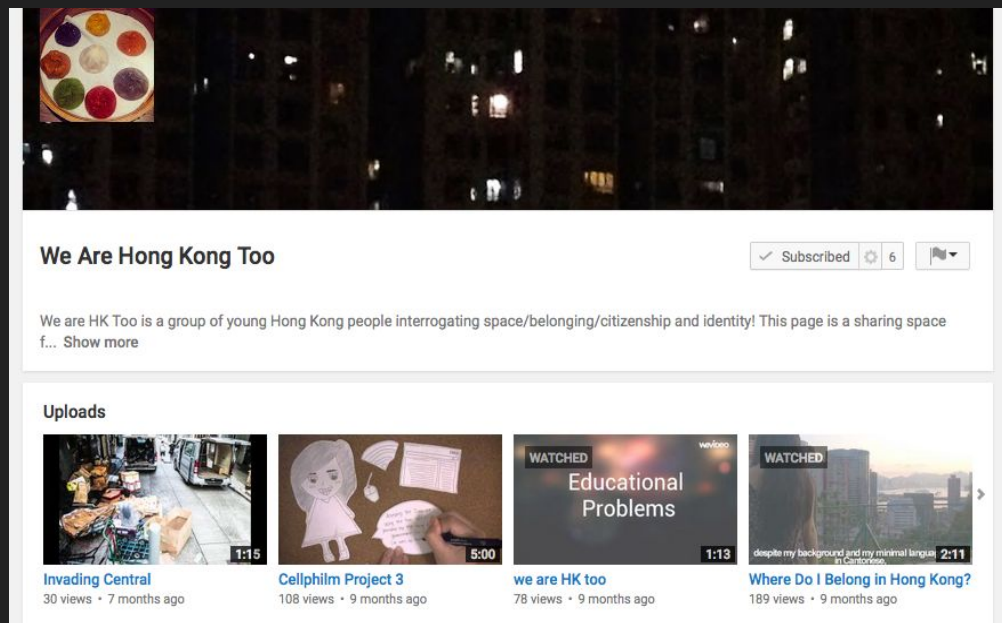 We Are Hong Kong Too
Subscribed 6
We are HK Too is a group of young Hong Kong people interrogating space/belonging/citizenship and identity! This page is a sharing space
f... Show more
Uploads
1:15
5:00
WATCHED
wevideo
Educational
Problems
1:13
WATCHED
despite my background and my minimal
in Cantonese.
2:11
Invading Central
30 views • 7 months ago
Cellphilm Project 3
108 views • 9 months ago
we are HK too
78 views • 9 months ago
Where Do I Belong in Hong Kong?
189 views • 9 months ago